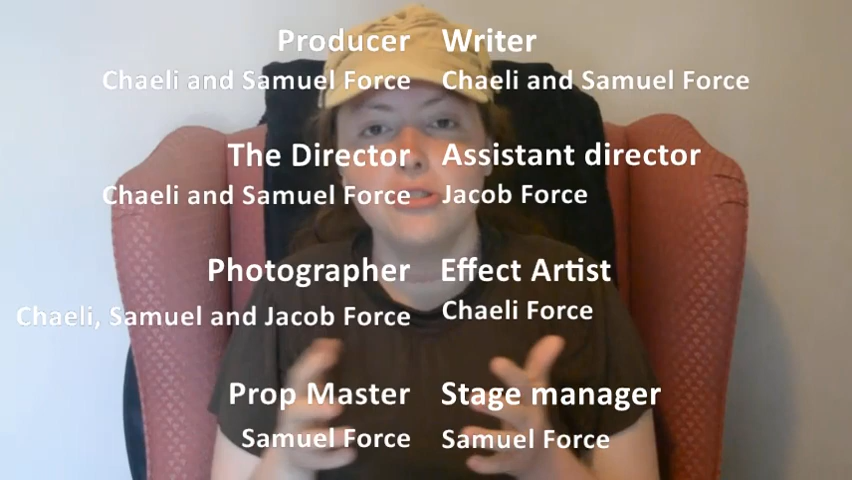 Producer Writer
Chaeli and Samuel Force Chaeli and Samuel Force
The Director Assistant director
Chaeli and Samuel Force Jacob Force
Photographer Effect Artist
Chaeli, Samuel and Jacob Force Chaeli Force
Prop Master Stage manager
Samuel Force Samuel Force